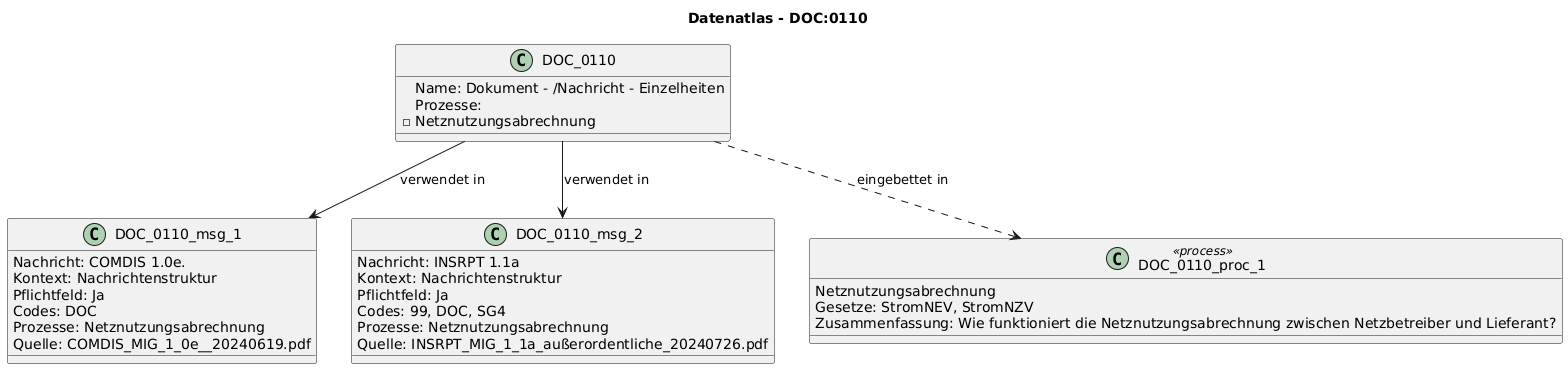 Datenatlas - DOC:0110
C DOC_0110
Name: Dokument - /Nachricht - Einzelheiten
Prozesse:
Netznutzungsabrechnung
verwendet in
verwendet in
eingebettet in
C DOC_0110_msg_1
Nachricht: COMDIS 1.0e.
Kontext: Nachrichtenstruktur
Pflichtfeld: Ja
Codes: DOC
Prozesse: Netznutzungsabrechnung
Quelle: COMDIS_MIG_1_0e__20240619.pdf
C DOC_0110_msg_2
Nachricht: INSRPT 1.1a
Kontext: Nachrichtenstruktur
Pflichtfeld: Ja
Codes: 99, DOC, SG4
Prozesse: Netznutzungsabrechnung
Quelle: INSRPT_MIG_1_1a_außerordentliche_20240726.pdf
«process»
C DOC_0110_proc_1
Netznutzungsabrechnung
Gesetze: StromNEV, StromNZV
Zusammenfassung: Wie funktioniert die Netznutzungsabrechnung zwischen Netzbetreiber und Lieferant?